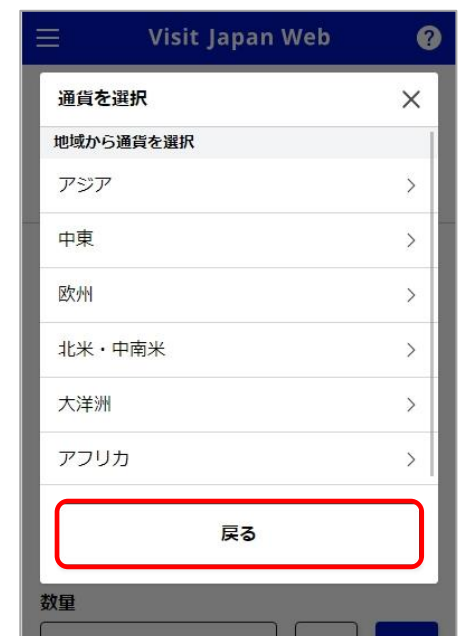 Visit Japan Web
?
通貨を選択
地域から通貨を選択
アジア
中東
欧州
北米・中南米
大洋洲
アフリカ
戻る
数量